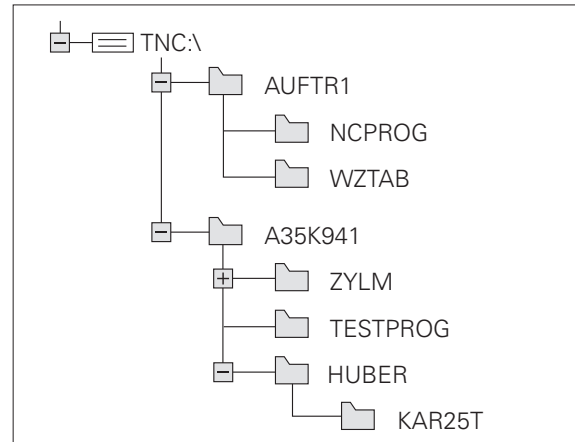 TNC:\
AUFTR1
NCPROG
WZTAB
A35K941
ZYLM
TESTPROG
HUBER
KAR25T